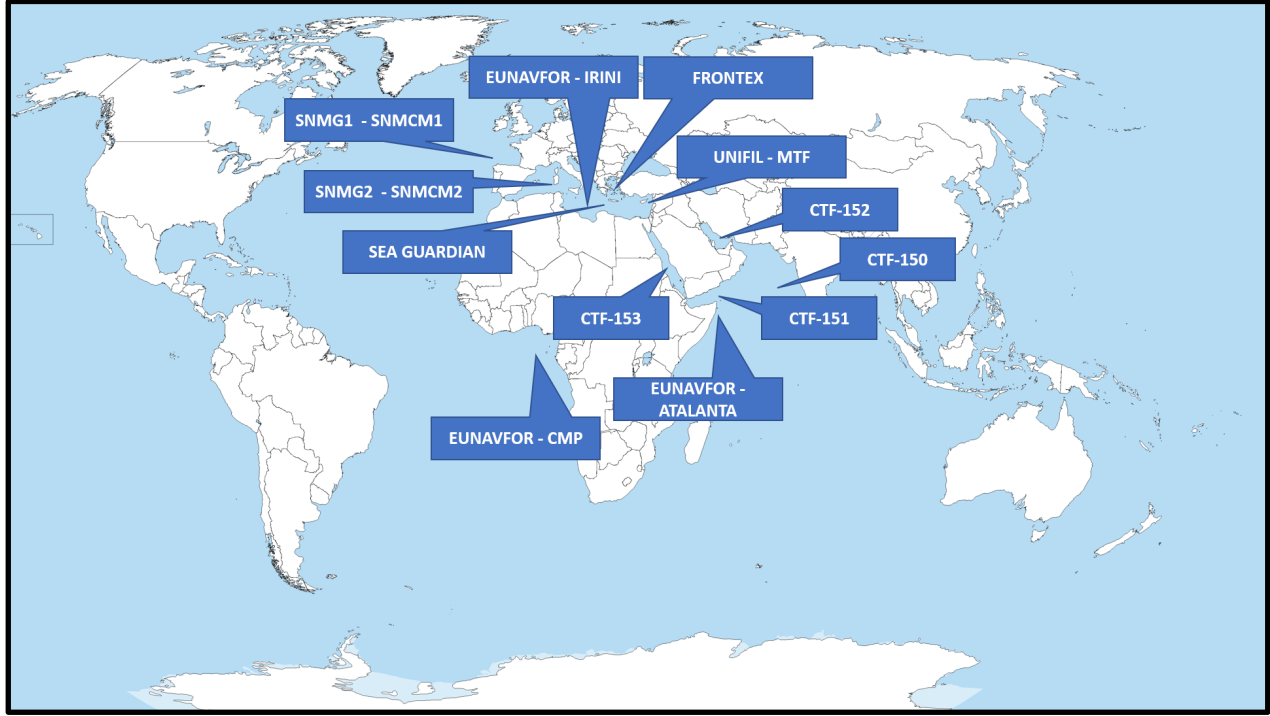 EUNAVFOR - IRINI
FRONTEX
SNMG1 - SNMCM1
UNIFIL - MTF
SNMG2 - SNMCM2
CTF-152
SEA GUARDIAN
CTF-150
CTF-153
CTF-151
EUNAVFOR -
ATALANTA
EUNAVFOR - CMP